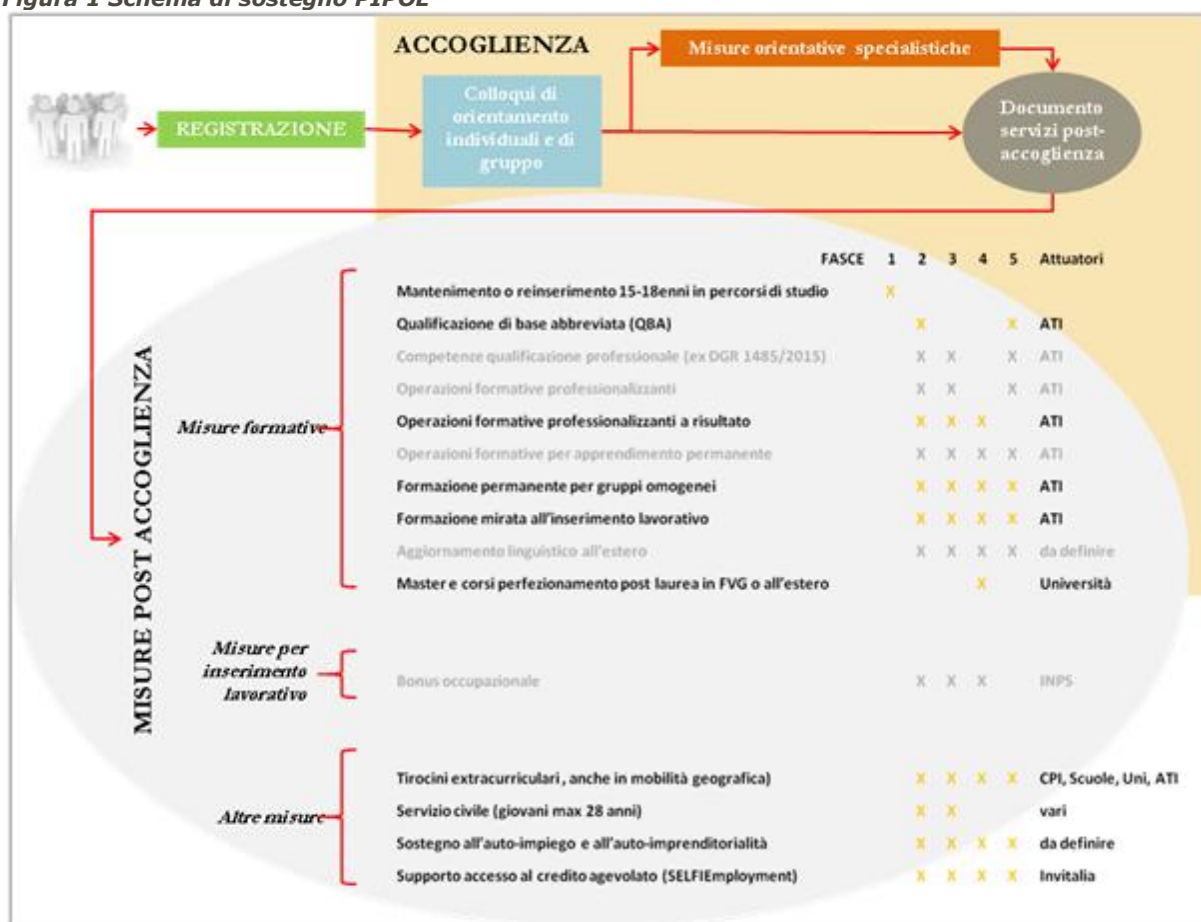 Figura 1 Schema di sostegno PIPOL
ACCOGLIENZA
Misure orientative specialistiche
REGISTRAZIONE
Colloqui di
orientamento
individuali e di
gruppo
Documento
servizi post-
accoglienza
MISURE POST ACCOGLIENZA
FASCE 1 2 3 4 5 Attuatori
Misure formative
Mantenimento o reinserimento 15-18enni in percorsi di studio X
Qualificazione di base abbreviata (QBA) X X ATI
Competenze qualificazione professionale (ex DGR 1485/2015) X X X ATI
Operazioni formative professionalizzanti X X X ATI
Operazioni formative professionalizzanti a risultato X X X ATI
Operazioni formative per apprendimento permanente X X X X ATI
Formazione permanente per gruppi omogenei X X X X ATI
Formazione mirata all'inserimento lavorativo X X X X ATI
Aggiornamento linguistico all'estero X X X X da definire
Master e corsi perfezionamento post laurea in FVG o all'estero X Università
Misure per
inserimento
lavorativo
Bonus occupazionale X X X INPS
Altre misure
Tirocini extracurriculari, anche in mobilità geografica) X X X X CPI, Scuole, Uni, ATI
Servizio civile (giovani max 28 anni) X X vari
Sostegno all'auto-impiego e all'auto-imprenditorialità X X X X da definire
Supporto accesso al credito agevolato (SELFIEmployment) X X X X Invitalia